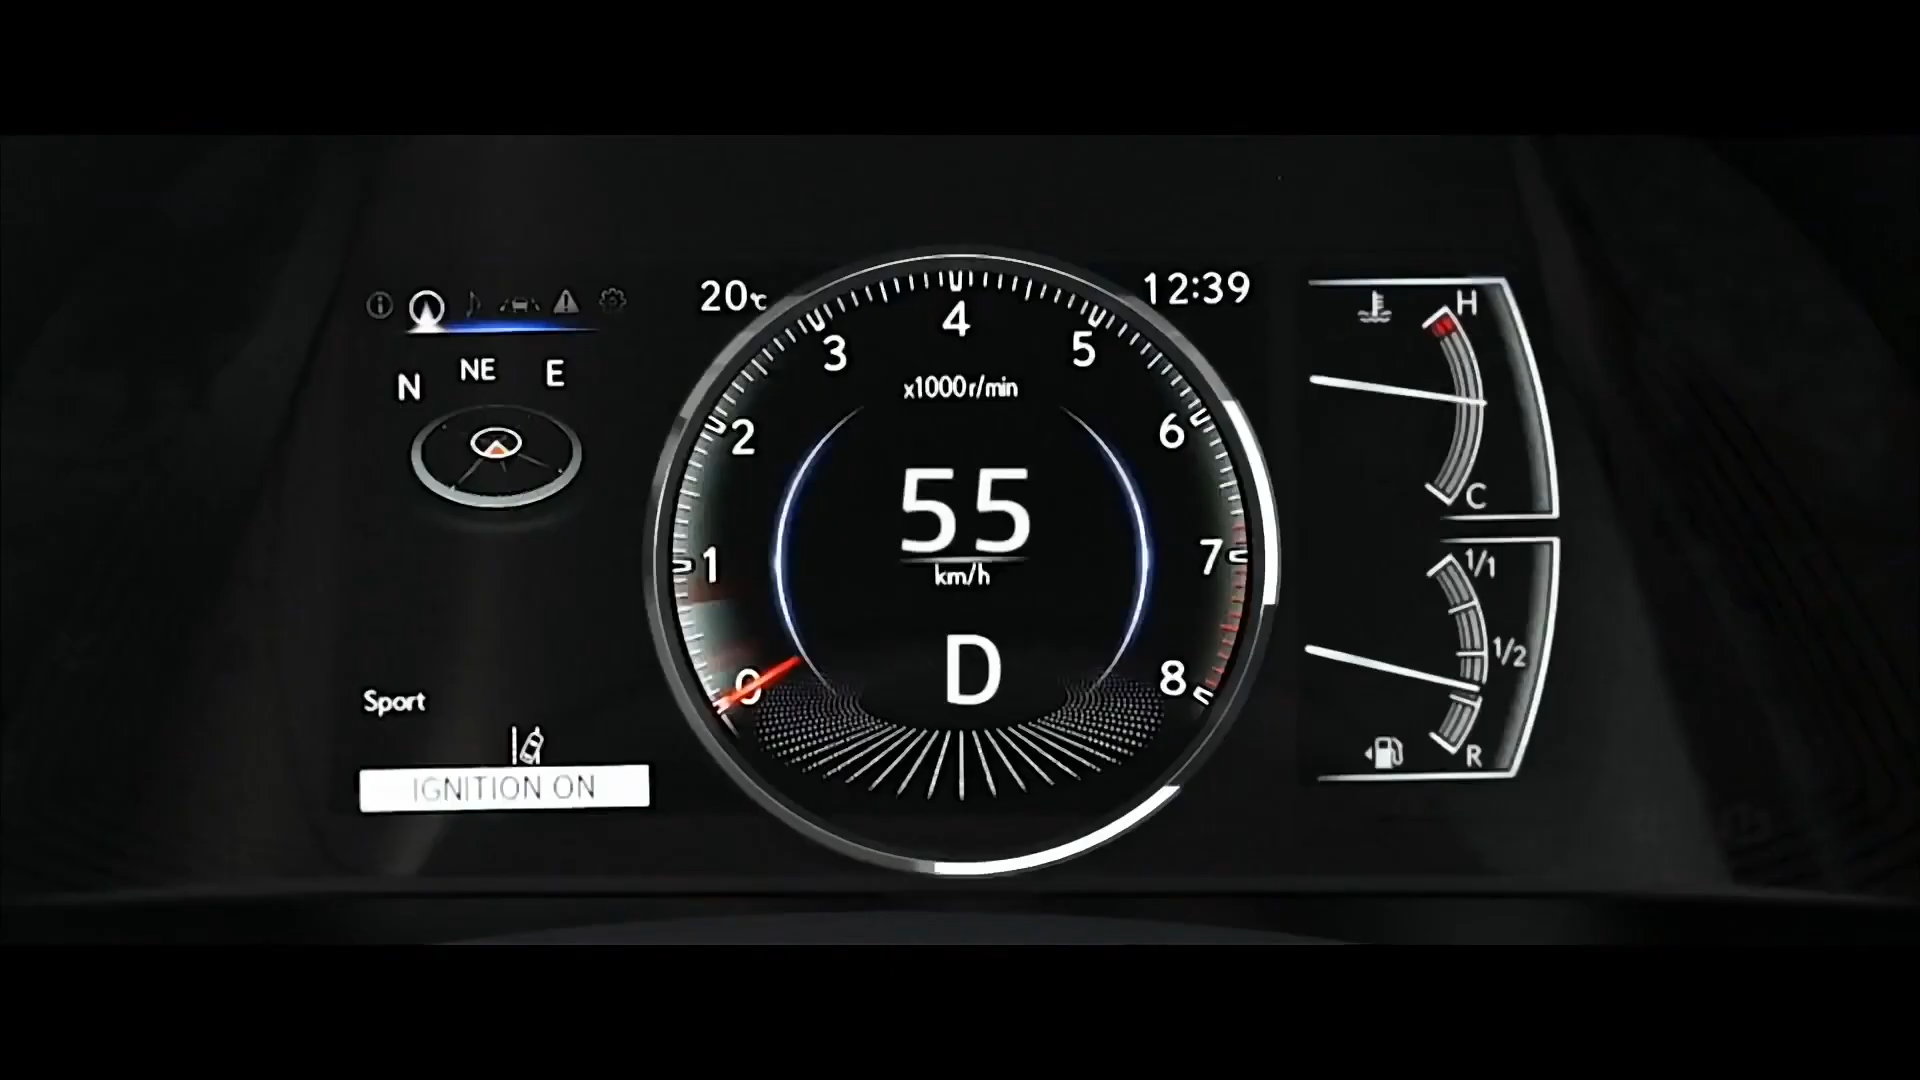 20°C
12:39
N NE E
x1000r/min
0
1
2
3
4
5
6
7
8
55
km/h
D
Sport
IGNITION ON
H
C
1/1
1/2
R